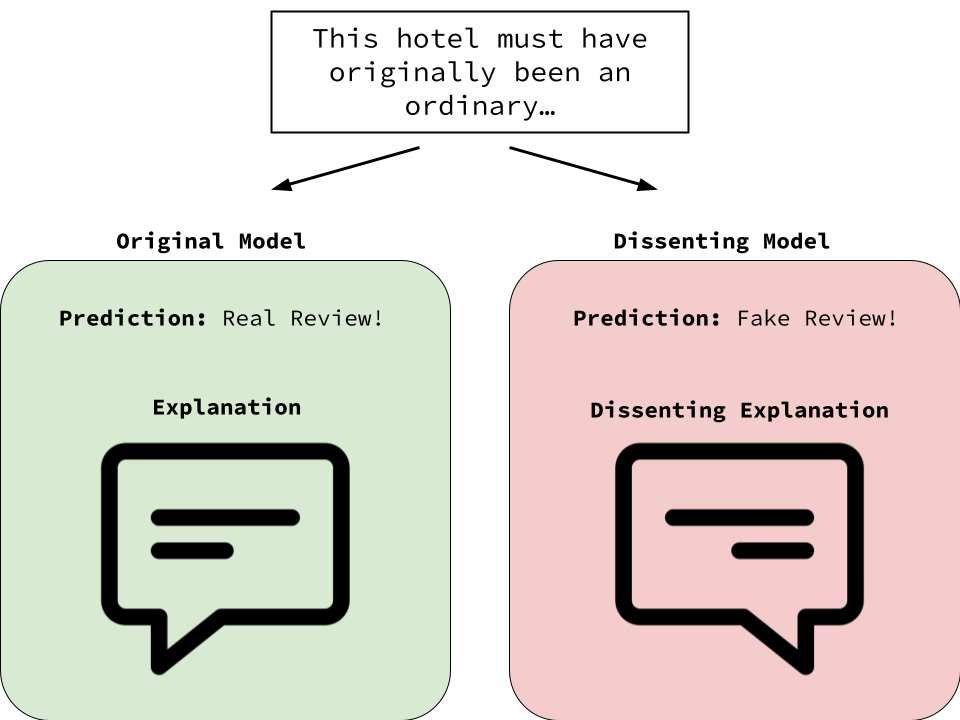 This hotel must have
originally been an
ordinary…
Original Model
Prediction: Real Review!
Explanation
Dissenting Model
Prediction: Fake Review!
Dissenting Explanation